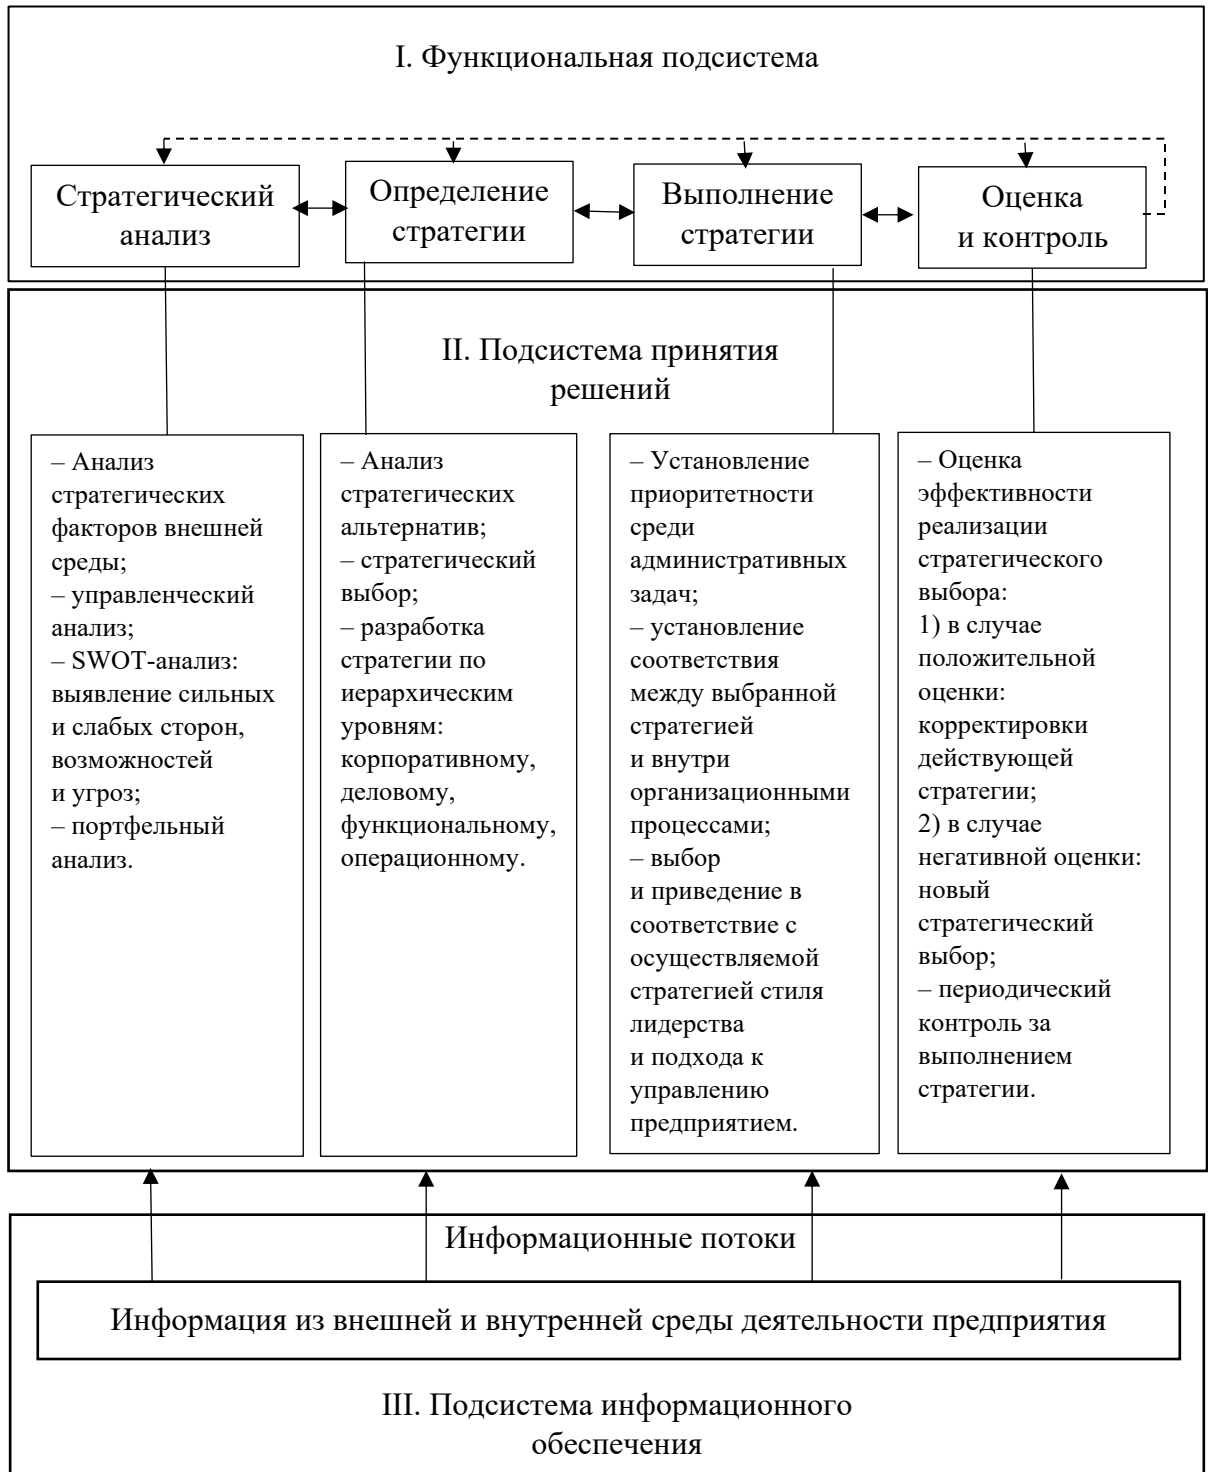 I. Функциональная подсистема
Стратегический
анализ
Определение
стратегии
Выполнение
стратегии
Оценка
и контроль
II. Подсистема принятия
решений
– Анализ
стратегических
факторов внешней
среды;
– управленческий
анализ;
– SWOT-анализ:
выявление сильных
и слабых сторон,
возможностей
и угроз;
– портфельный
анализ.
– Анализ
стратегических
альтернатив;
– стратегический
выбор;
– разработка
стратегии по
иерархическим
уровням:
корпоративному,
деловому,
функциональному,
операционному.
– Установление
приоритетности
среди
административных
задач;
– установление
соответствия
между выбранной
стратегией
и внутри
организационными
процессами;
– выбор
и приведение в
соответствие с
осуществляемой
стратегией стиля
лидерства
и подхода к
управлению
предприятием.
– Оценка
эффективности
реализации
стратегического
выбора:
1) в случае
положительной
оценки:
корректировки
действующей
стратегии;
2) в случае
негативной оценки:
новый
стратегический
выбор;
– периодический
контроль за
выполнением
стратегии.
Информационные потоки
Информация из внешней и внутренней среды деятельности предприятия
III. Подсистема информационного
обеспечения